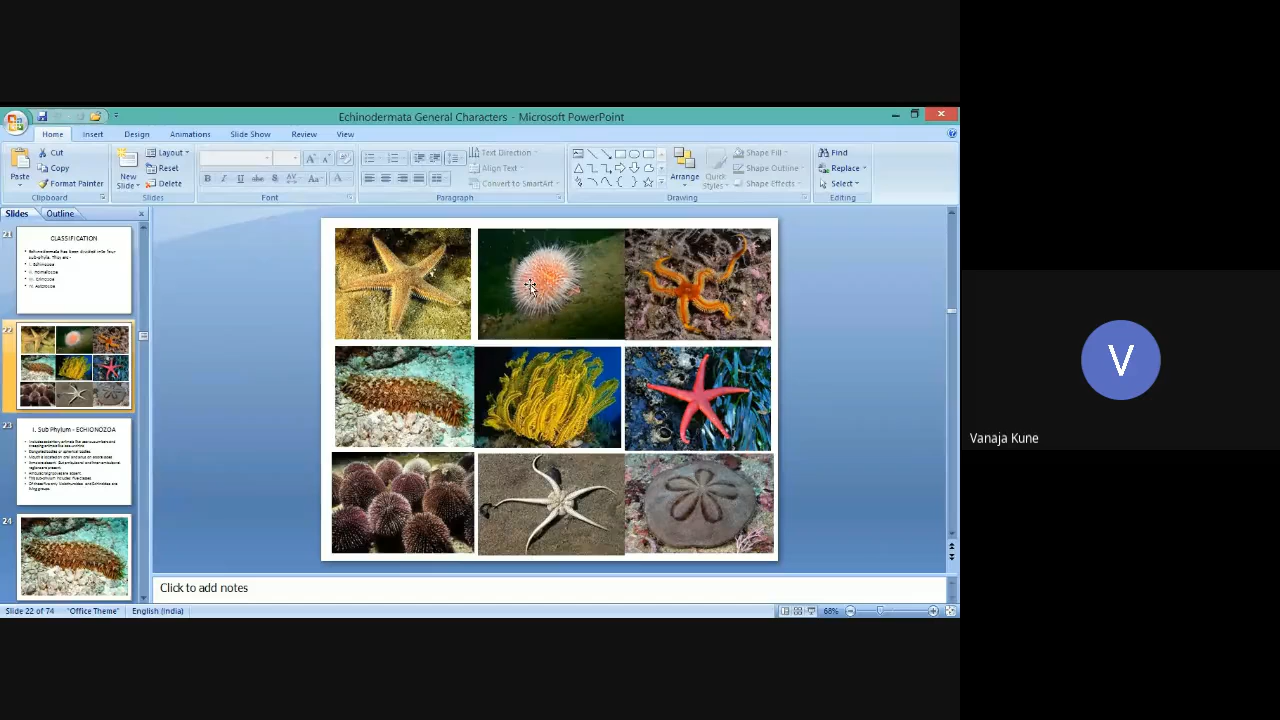 Echinodermata General Characters - Microsoft PowerPoint
Home Insert Design Animations Slide Show Review View
Paste
Cut
Copy
Format Painter
Clipboard
New Slide
Layout
Reset
Delete
Slides
Font
Text Direction
Align Text
Convert to SmartArt
Paragraph
Arrange
Quick Styles
Shape Fill
Shape Outline
Shape Effects
Drawing
Find
Replace
Select
Editing
Slides Outline
21
CLASSIFICATION
22
23
I. Sub Phylum - ECHIONOZOA
24
Click to add notes
Slide 22 of 74 "Office Theme" English (India) 68%
V
Vanaja Kune